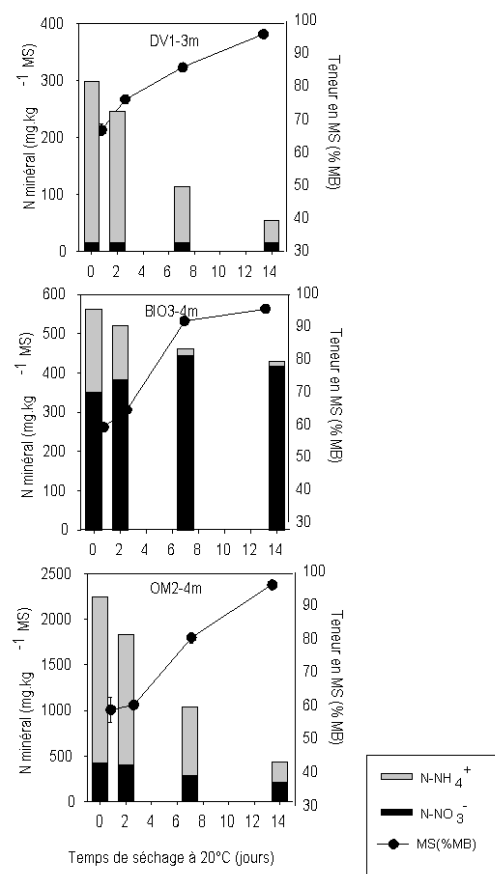 DV1-3m
N minéral (mg.kg⁻¹ MS)
400
300
200
100
0
100
90
80
70
60
50
40
30
Teneur en MS (% MB)
0 2 4 6 8 10 12 14
BIO3-4m
N minéral (mg.kg⁻¹ MS)
600
500
400
300
200
100
0
100
90
80
70
60
50
40
30
Teneur en MS (% MB)
0 2 4 6 8 10 12 14
OM2-4m
N minéral (mg.kg⁻¹ MS)
2500
2000
1500
1000
500
0
100
90
80
70
60
50
40
30
Teneur en MS (% MB)
0 2 4 6 8 10 12 14
Temps de séchage à 20°C (jours)
N-NH₄⁺
N-NO₃⁻
MS(%MB)